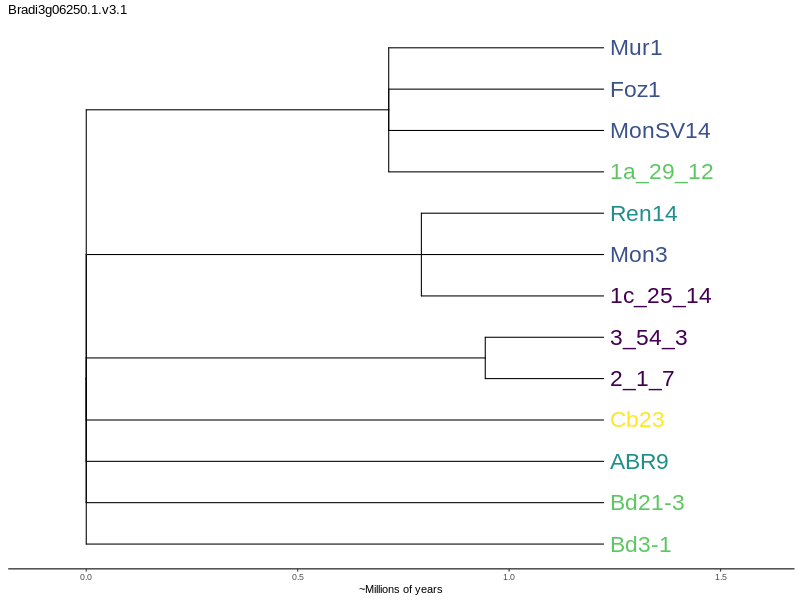 Bradi3g06250.1.v3.1
Mur1
Foz1
MonSV14
1a_29_12
Ren14
Mon3
1c_25_14
3_54_3
2_1_7
Cb23
ABR9
Bd21-3
Bd3-1
0.0 0.5 1.0 1.5
~Millions of years